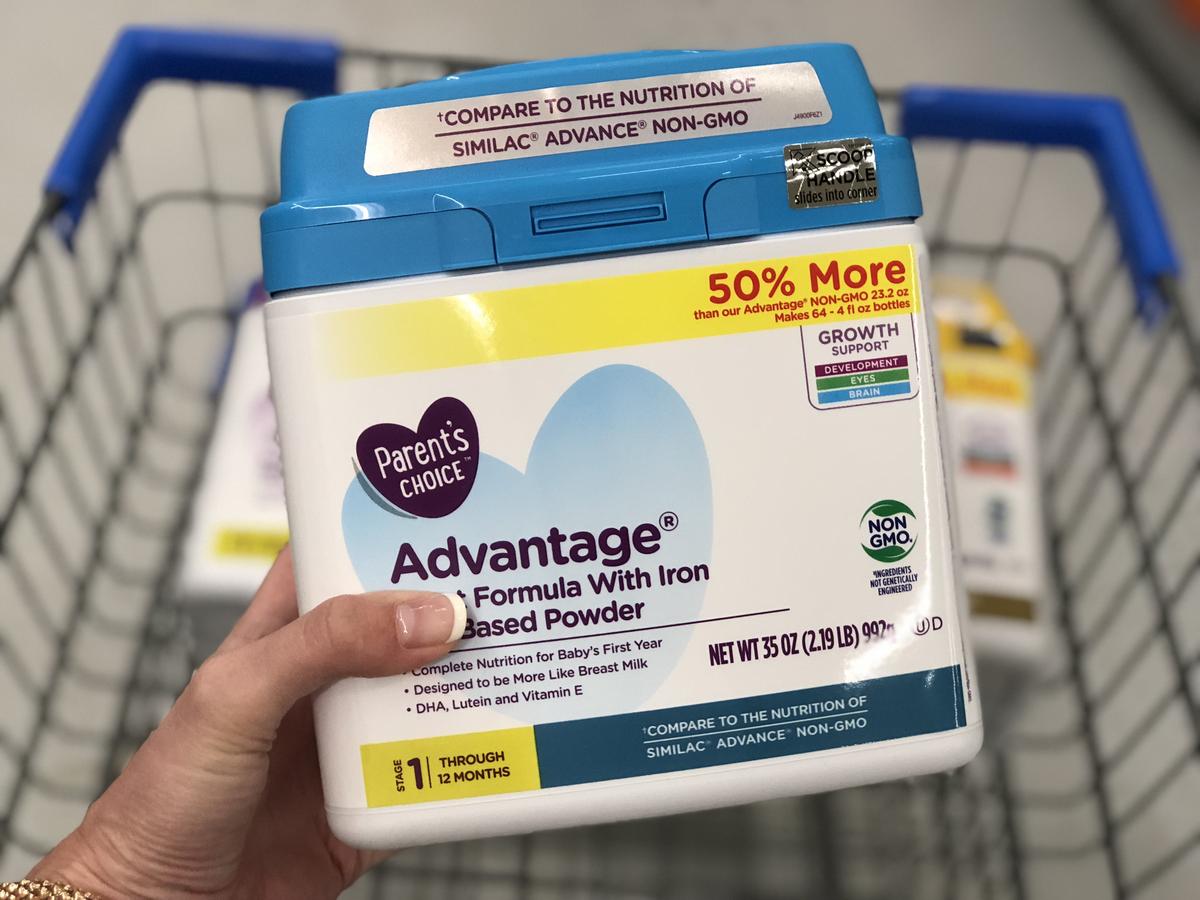 †COMPARE TO THE NUTRITION OF
SIMILAC® ADVANCE® NON-GMO
J4900F6Z1
SCOOP
HANDLE
slides into corner
50% More
than our Advantage® NON-GMO 23.2 oz
Makes 64 - 4 fl oz bottles
GROWTH
SUPPORT
DEVELOPMENT
EYES
BRAIN
Parent's
CHOICE™
Advantage®
Formula With Iron
Based Powder
• Complete Nutrition for Baby's First Year
• Designed to be More Like Breast Milk
• DHA, Lutein and Vitamin E
NON
GMO.
*INGREDIENTS
NOT GENETICALLY
ENGINEERED
NET WT 35 OZ (2.19 LB) 992g
U D
STAGE 1 THROUGH
12 MONTHS
†COMPARE TO THE NUTRITION OF
SIMILAC® ADVANCE® NON-GMO